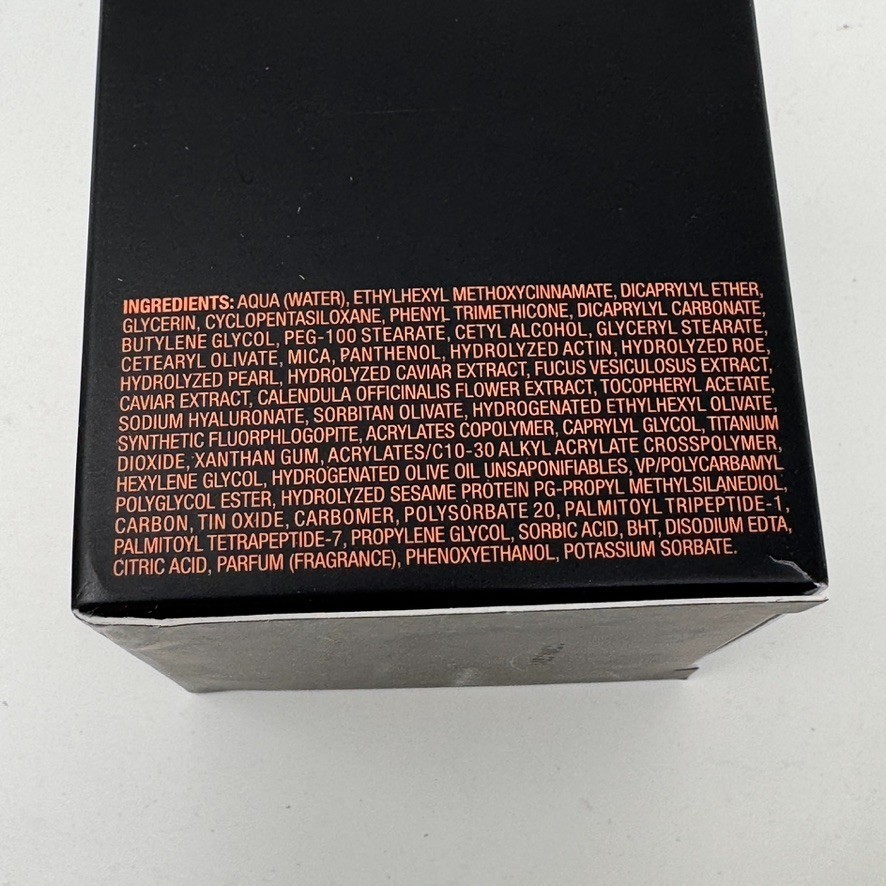 INGREDIENTS: AQUA (WATER), ETHYLHEXYL METHOXYCINNAMATE, DICAPRYLYL ETHER,
GLYCERIN, CYCLOPENTASILOXANE, PHENYL TRIMETHICONE, DICAPRYLYL CARBONATE,
BUTYLENE GLYCOL, PEG-100 STEARATE, CETYL ALCOHOL, GLYCERYL STEARATE,
CETEARYL OLIVATE, MICA, PANTHENOL, HYDROLYZED ACTIN, HYDROLYZED ROE,
HYDROLYZED PEARL, HYDROLYZED CAVIAR EXTRACT, FUCUS VESICULOSUS EXTRACT,
CAVIAR EXTRACT, CALENDULA OFFICINALIS FLOWER EXTRACT, TOCOPHERYL ACETATE,
SODIUM HYALURONATE, SORBITAN OLIVATE, HYDROGENATED ETHYLHEXYL OLIVATE,
SYNTHETIC FLUORPHLOGOPITE, ACRYLATES COPOLYMER, CAPRYLYL GLYCOL, TITANIUM
DIOXIDE, XANTHAN GUM, ACRYLATES/C10-30 ALKYL ACRYLATE CROSSPOLYMER,
HEXYLENE GLYCOL, HYDROGENATED OLIVE OIL UNSAPONIFIABLES, VP/POLYCARBAMYL
POLYGLYCOL ESTER, HYDROLYZED SESAME PROTEIN PG-PROPYL METHYLSILANEDIOL,
CARBON, TIN OXIDE, CARBOMER, POLYSORBATE 20, PALMITOYL TRIPEPTIDE-1,
PALMITOYL TETRAPEPTIDE-7, PROPYLENE GLYCOL, SORBIC ACID, BHT, DISODIUM EDTA,
CITRIC ACID, PARFUM (FRAGRANCE), PHENOXYETHANOL, POTASSIUM SORBATE.